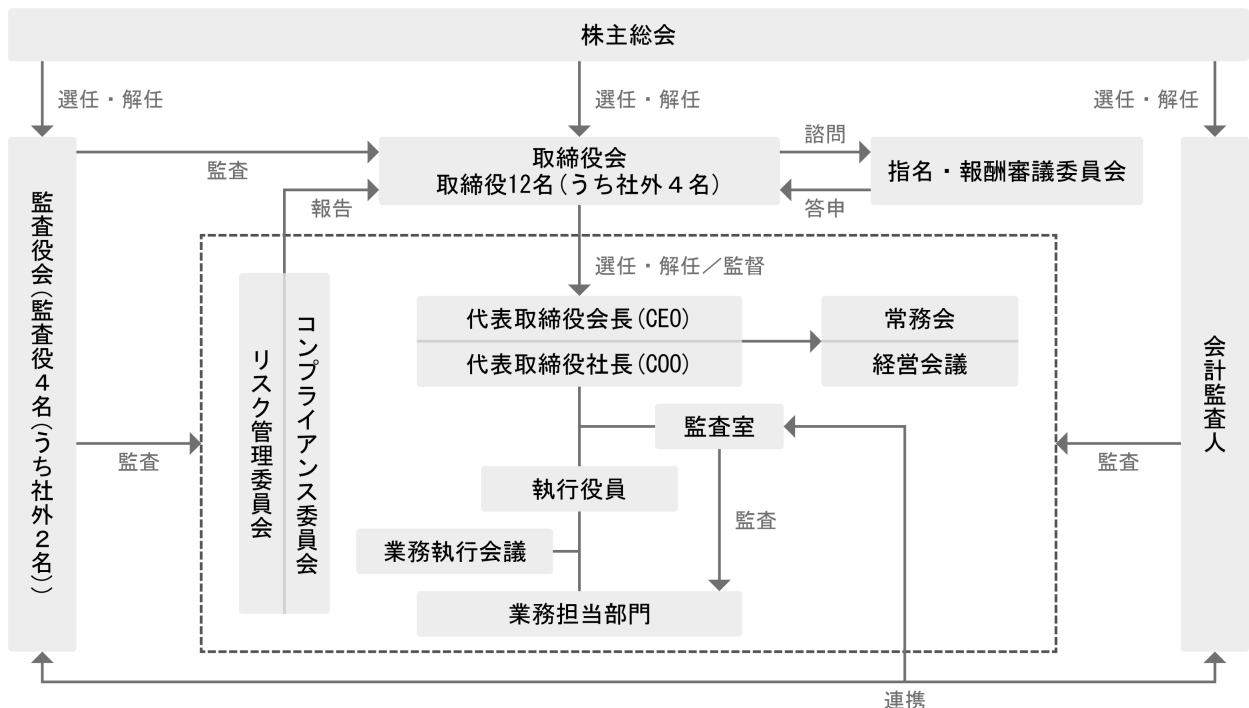 株主総会
選任・解任
選任・解任
選任・解任
監査役会(監査役4名(うち社外2名))
監査
取締役会
取締役12名(うち社外4名)
諮問
答申
指名・報酬審議委員会
報告
選任・解任/監督
コンプライアンス委員会
リスク管理委員会
代表取締役会長(CEO)
代表取締役社長(COO)
常務会
経営会議
会計監査人
監査室
監査
監査
執行役員
監査
業務執行会議
業務担当部門
連携